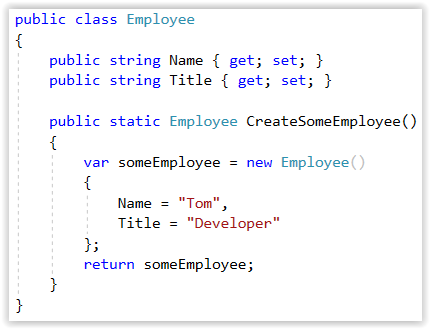 public class Employee
{
    public string Name { get; set; }
    public string Title { get; set; }

    public static Employee CreateSomeEmployee()
    {
        var someEmployee = new Employee()
        {
            Name = "Tom",
            Title = "Developer"
        };
        return someEmployee;
    }
}